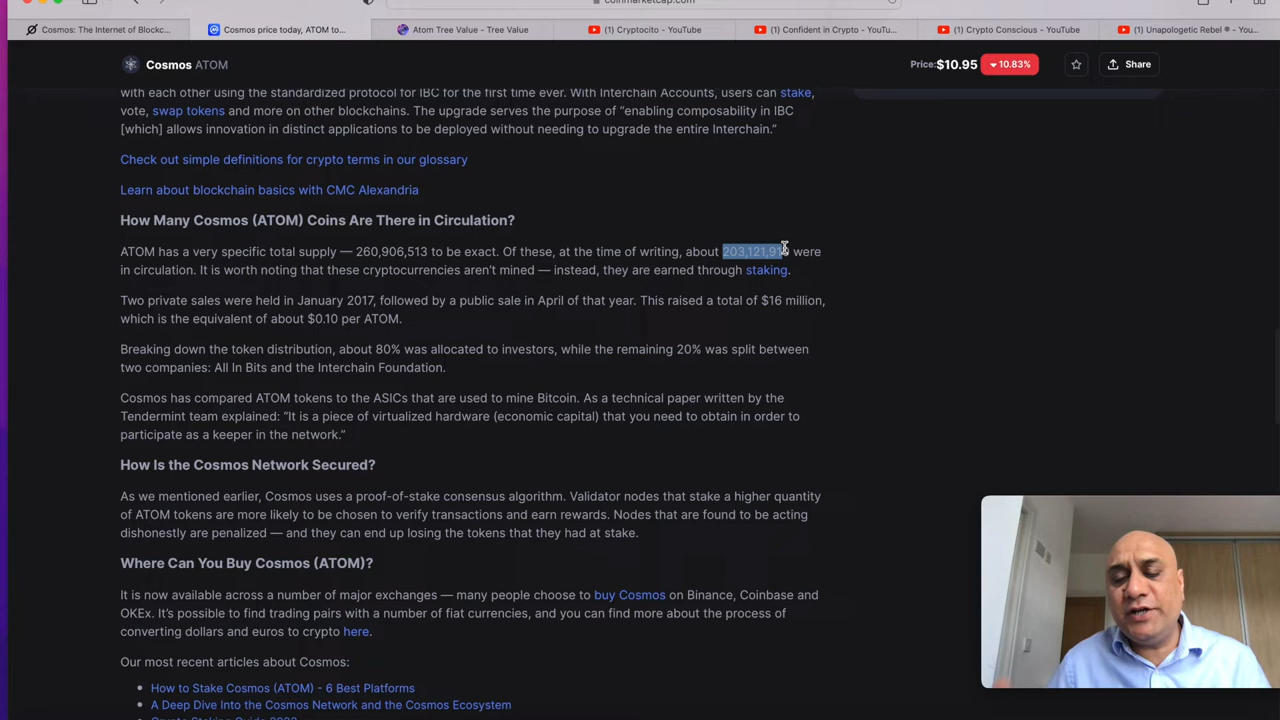 coinmarketcap.com
Cosmos: The Internet of Blockc...
Cosmos price today, ATOM to...
Atom Tree Value - Tree Value
(1) Cryptocito - YouTube
(1) Confident in Crypto - YouTu...
(1) Crypto Conscious - YouTube
(1) Unapologetic Rebel ®️ - You...
Cosmos ATOM
Price: $10.95 10.83%
Share
with each other using the standardized protocol for IBC for the first time ever. With Interchain Accounts, users can stake,
vote, swap tokens and more on other blockchains. The upgrade serves the purpose of “enabling composability in IBC
[which] allows innovation in distinct applications to be deployed without needing to upgrade the entire Interchain.”
Check out simple definitions for crypto terms in our glossary
Learn about blockchain basics with CMC Alexandria
How Many Cosmos (ATOM) Coins Are There in Circulation?
ATOM has a very specific total supply — 260,906,513 to be exact. Of these, at the time of writing, about were
in circulation. It is worth noting that these cryptocurrencies aren’t mined — instead, they are earned through staking.
Two private sales were held in January 2017, followed by a public sale in April of that year. This raised a total of $16 million,
which is the equivalent of about $0.10 per ATOM.
Breaking down the token distribution, about 80% was allocated to investors, while the remaining 20% was split between
two companies: All In Bits and the Interchain Foundation.
Cosmos has compared ATOM tokens to the ASICs that are used to mine Bitcoin. As a technical paper written by the
Tendermint team explained: “It is a piece of virtualized hardware (economic capital) that you need to obtain in order to
participate as a keeper in the network.”
How Is the Cosmos Network Secured?
As we mentioned earlier, Cosmos uses a proof-of-stake consensus algorithm. Validator nodes that stake a higher quantity
of ATOM tokens are more likely to be chosen to verify transactions and earn rewards. Nodes that are found to be acting
dishonestly are penalized — and they can end up losing the tokens that they had at stake.
Where Can You Buy Cosmos (ATOM)?
It is now available across a number of major exchanges — many people choose to buy Cosmos on Binance, Coinbase and
OKEx. It’s possible to find trading pairs with a number of fiat currencies, and you can find more about the process of
converting dollars and euros to crypto here.
Our most recent articles about Cosmos:
How to Stake Cosmos (ATOM) - 6 Best Platforms
A Deep Dive Into the Cosmos Network and the Cosmos Ecosystem
Crypto Staking Guide 2022